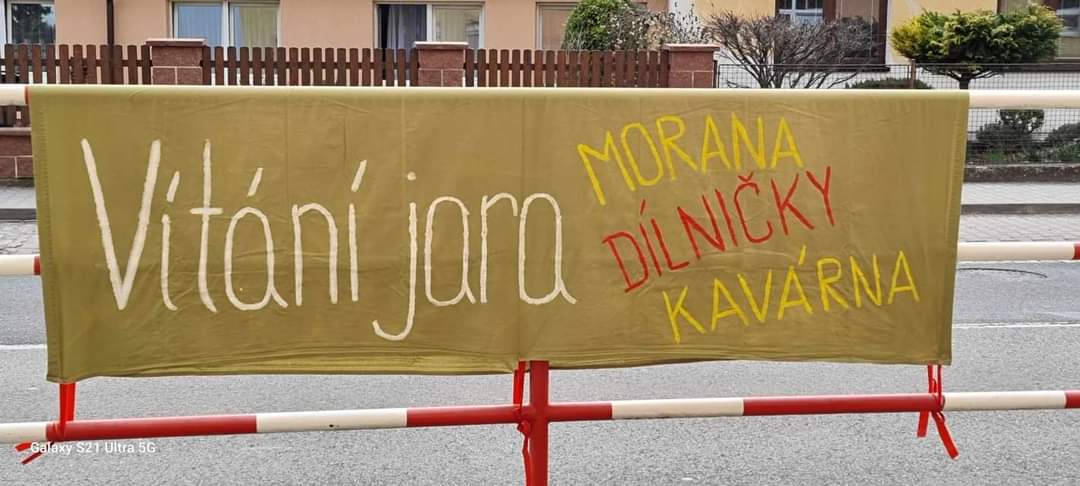 Vítání jara
MORANA
DÍLNIČKY
KAVÁRNA
Galaxy S21 Ultra 5G